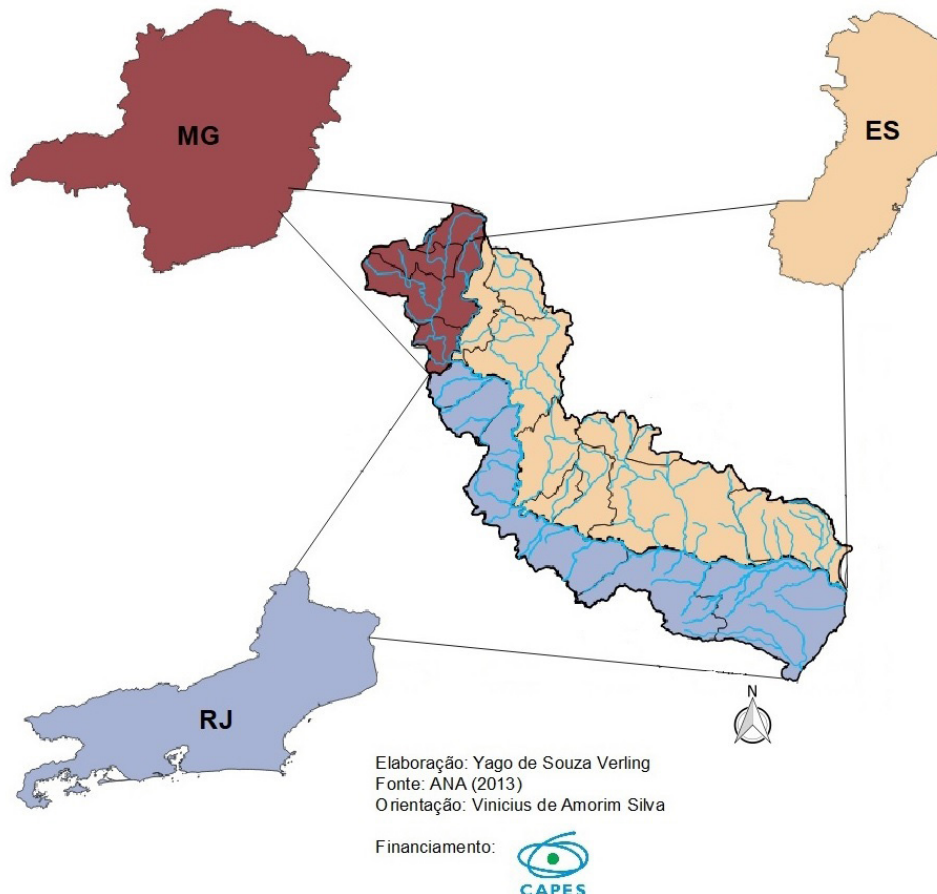 MG
ES
RJ
N
Elaboração: Yago de Souza Verling
Fonte: ANA (2013)
Orientação: Vinicius de Amorim Silva
Financiamento:
CAPES